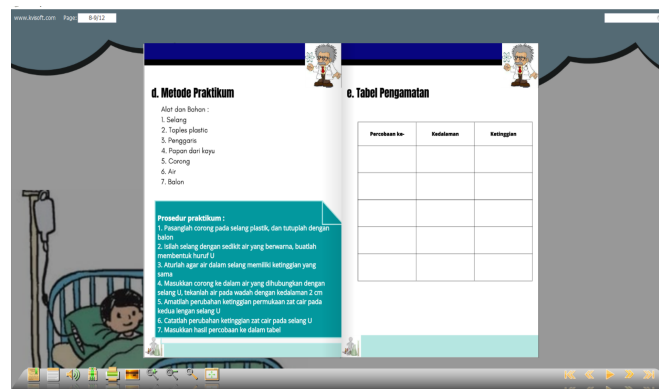 www.kvsoft.com Page: 8-9/12
d. Metode Praktikum
Alat dan Bahan :
1. Selang
2. Toples plastic
3. Penggaris
4. Papan dari kayu
5. Corong
6. Air
7. Balon
Prosedur praktikum :
1. Pasanglah corong pada selang plastik, dan tutuplah dengan
balon
2. Isilah selang dengan sedikit air yang berwarna, buatlah
membentuk huruf U
3. Aturlah agar air dalam selang memiliki ketinggian yang
sama
4. Masukkan corong ke dalam air yang dihubungkan dengan
selang U, tekanlah air pada wadah dengan kedalaman 2 cm
5. Amatilah perubahan ketinggian permukaan zat cair pada
kedua lengan selang U
6. Catatlah perubahan ketinggian zat cair pada selang U
7. Masukkan hasil percobaan ke dalam tabel
e. Tabel Pengamatan
Percobaan ke- Kedalaman Ketinggian